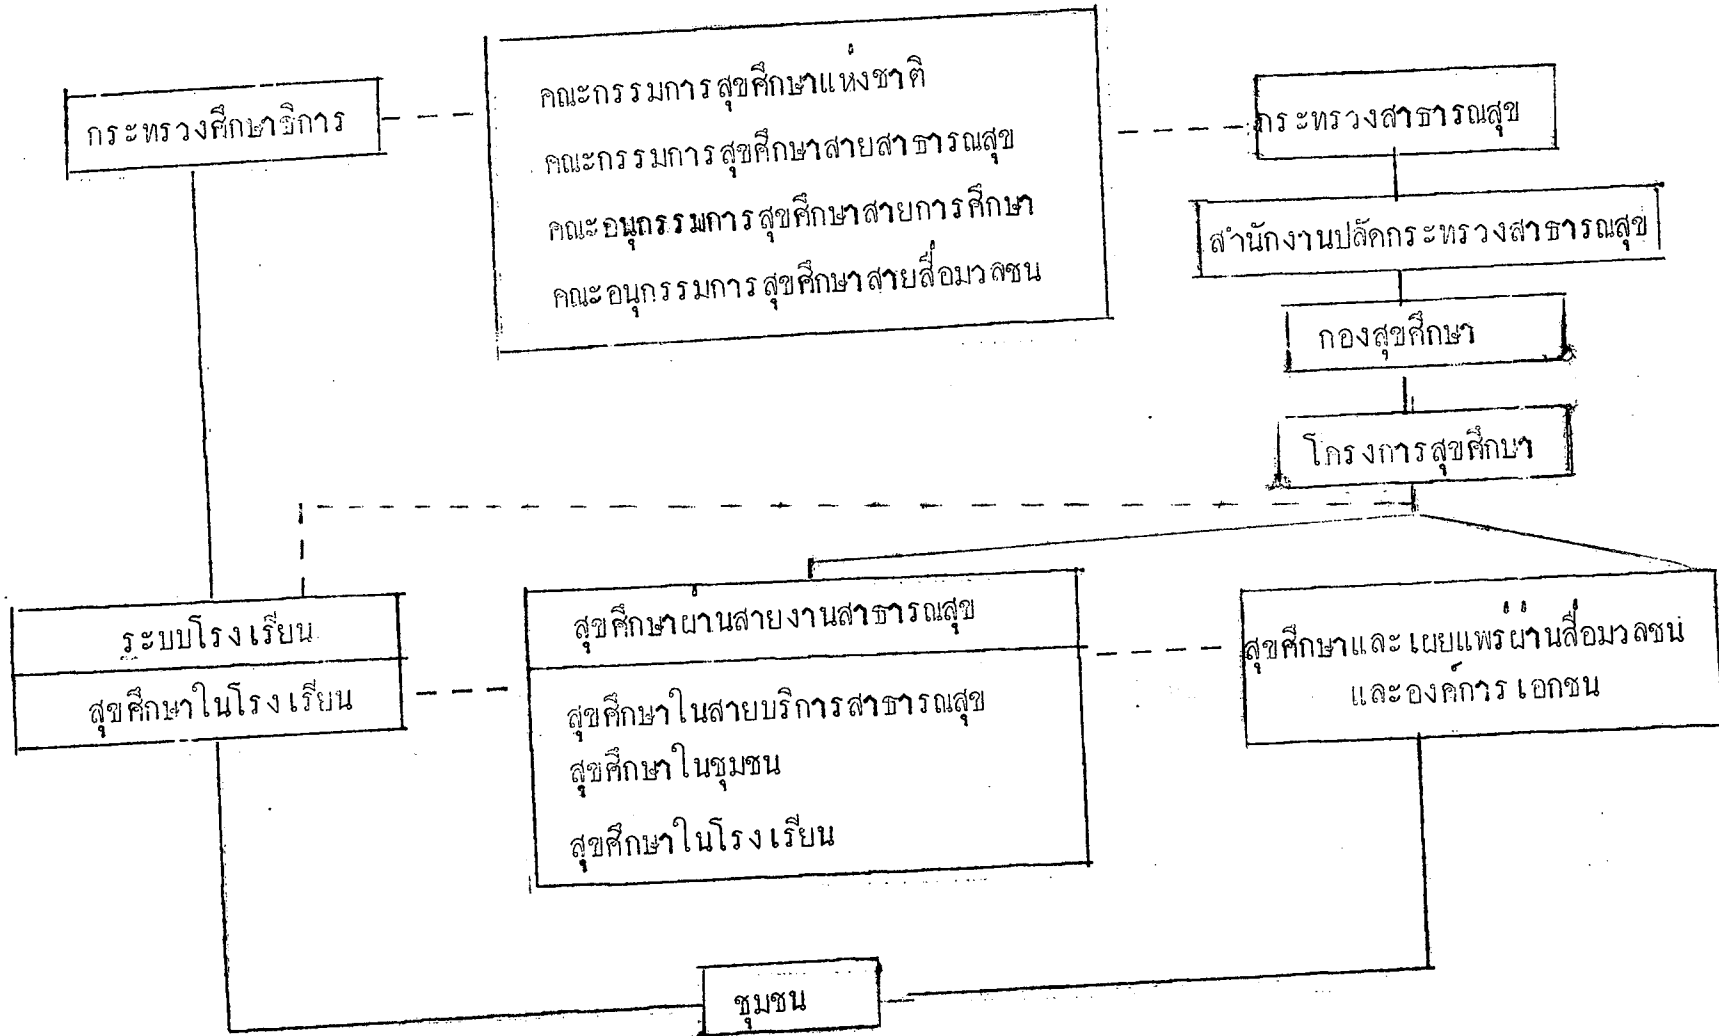 กระทรวงศึกษาธิการ
คณะกรรมการสุขศึกษาแห่งชาติ
คณะกรรมการสุขศึกษาสายสาธารณสุข
คณะอนุกรรมการสุขศึกษาสายการศึกษา
คณะอนุกรรมการสุขศึกษาสายสื่อมวลชน
กระทรวงสาธารณสุข
สำนักงานปลัดกระทรวงสาธารณสุข
กองสุขศึกษา
โครงการสุขศึกษา
ระบบโรงเรียน
สุขศึกษาในโรงเรียน
สุขศึกษาผ่านสายงานสาธารณสุข
สุขศึกษาในสายบริการสาธารณสุข
สุขศึกษาในชุมชน
สุขศึกษาในโรงเรียน
สุขศึกษาและเผยแพร่ผ่านสื่อมวลชน
และองค์การเอกชน
ชุมชน